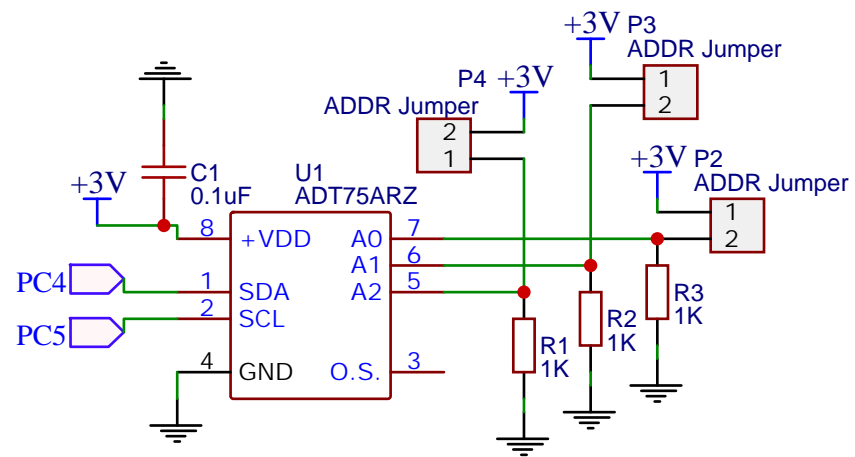 +3V P3
ADDR Jumper
1
2
P4 +3V
ADDR Jumper
2
1
+3V P2
ADDR Jumper
1
2
C1
0.1uF
+3V
U1
ADT75ARZ
8 +VDD A0 7
A1 6
PC4 1 SDA A2 5
PC5 2 SCL
4 GND O.S. 3
R1
1K
R2
1K
R3
1K